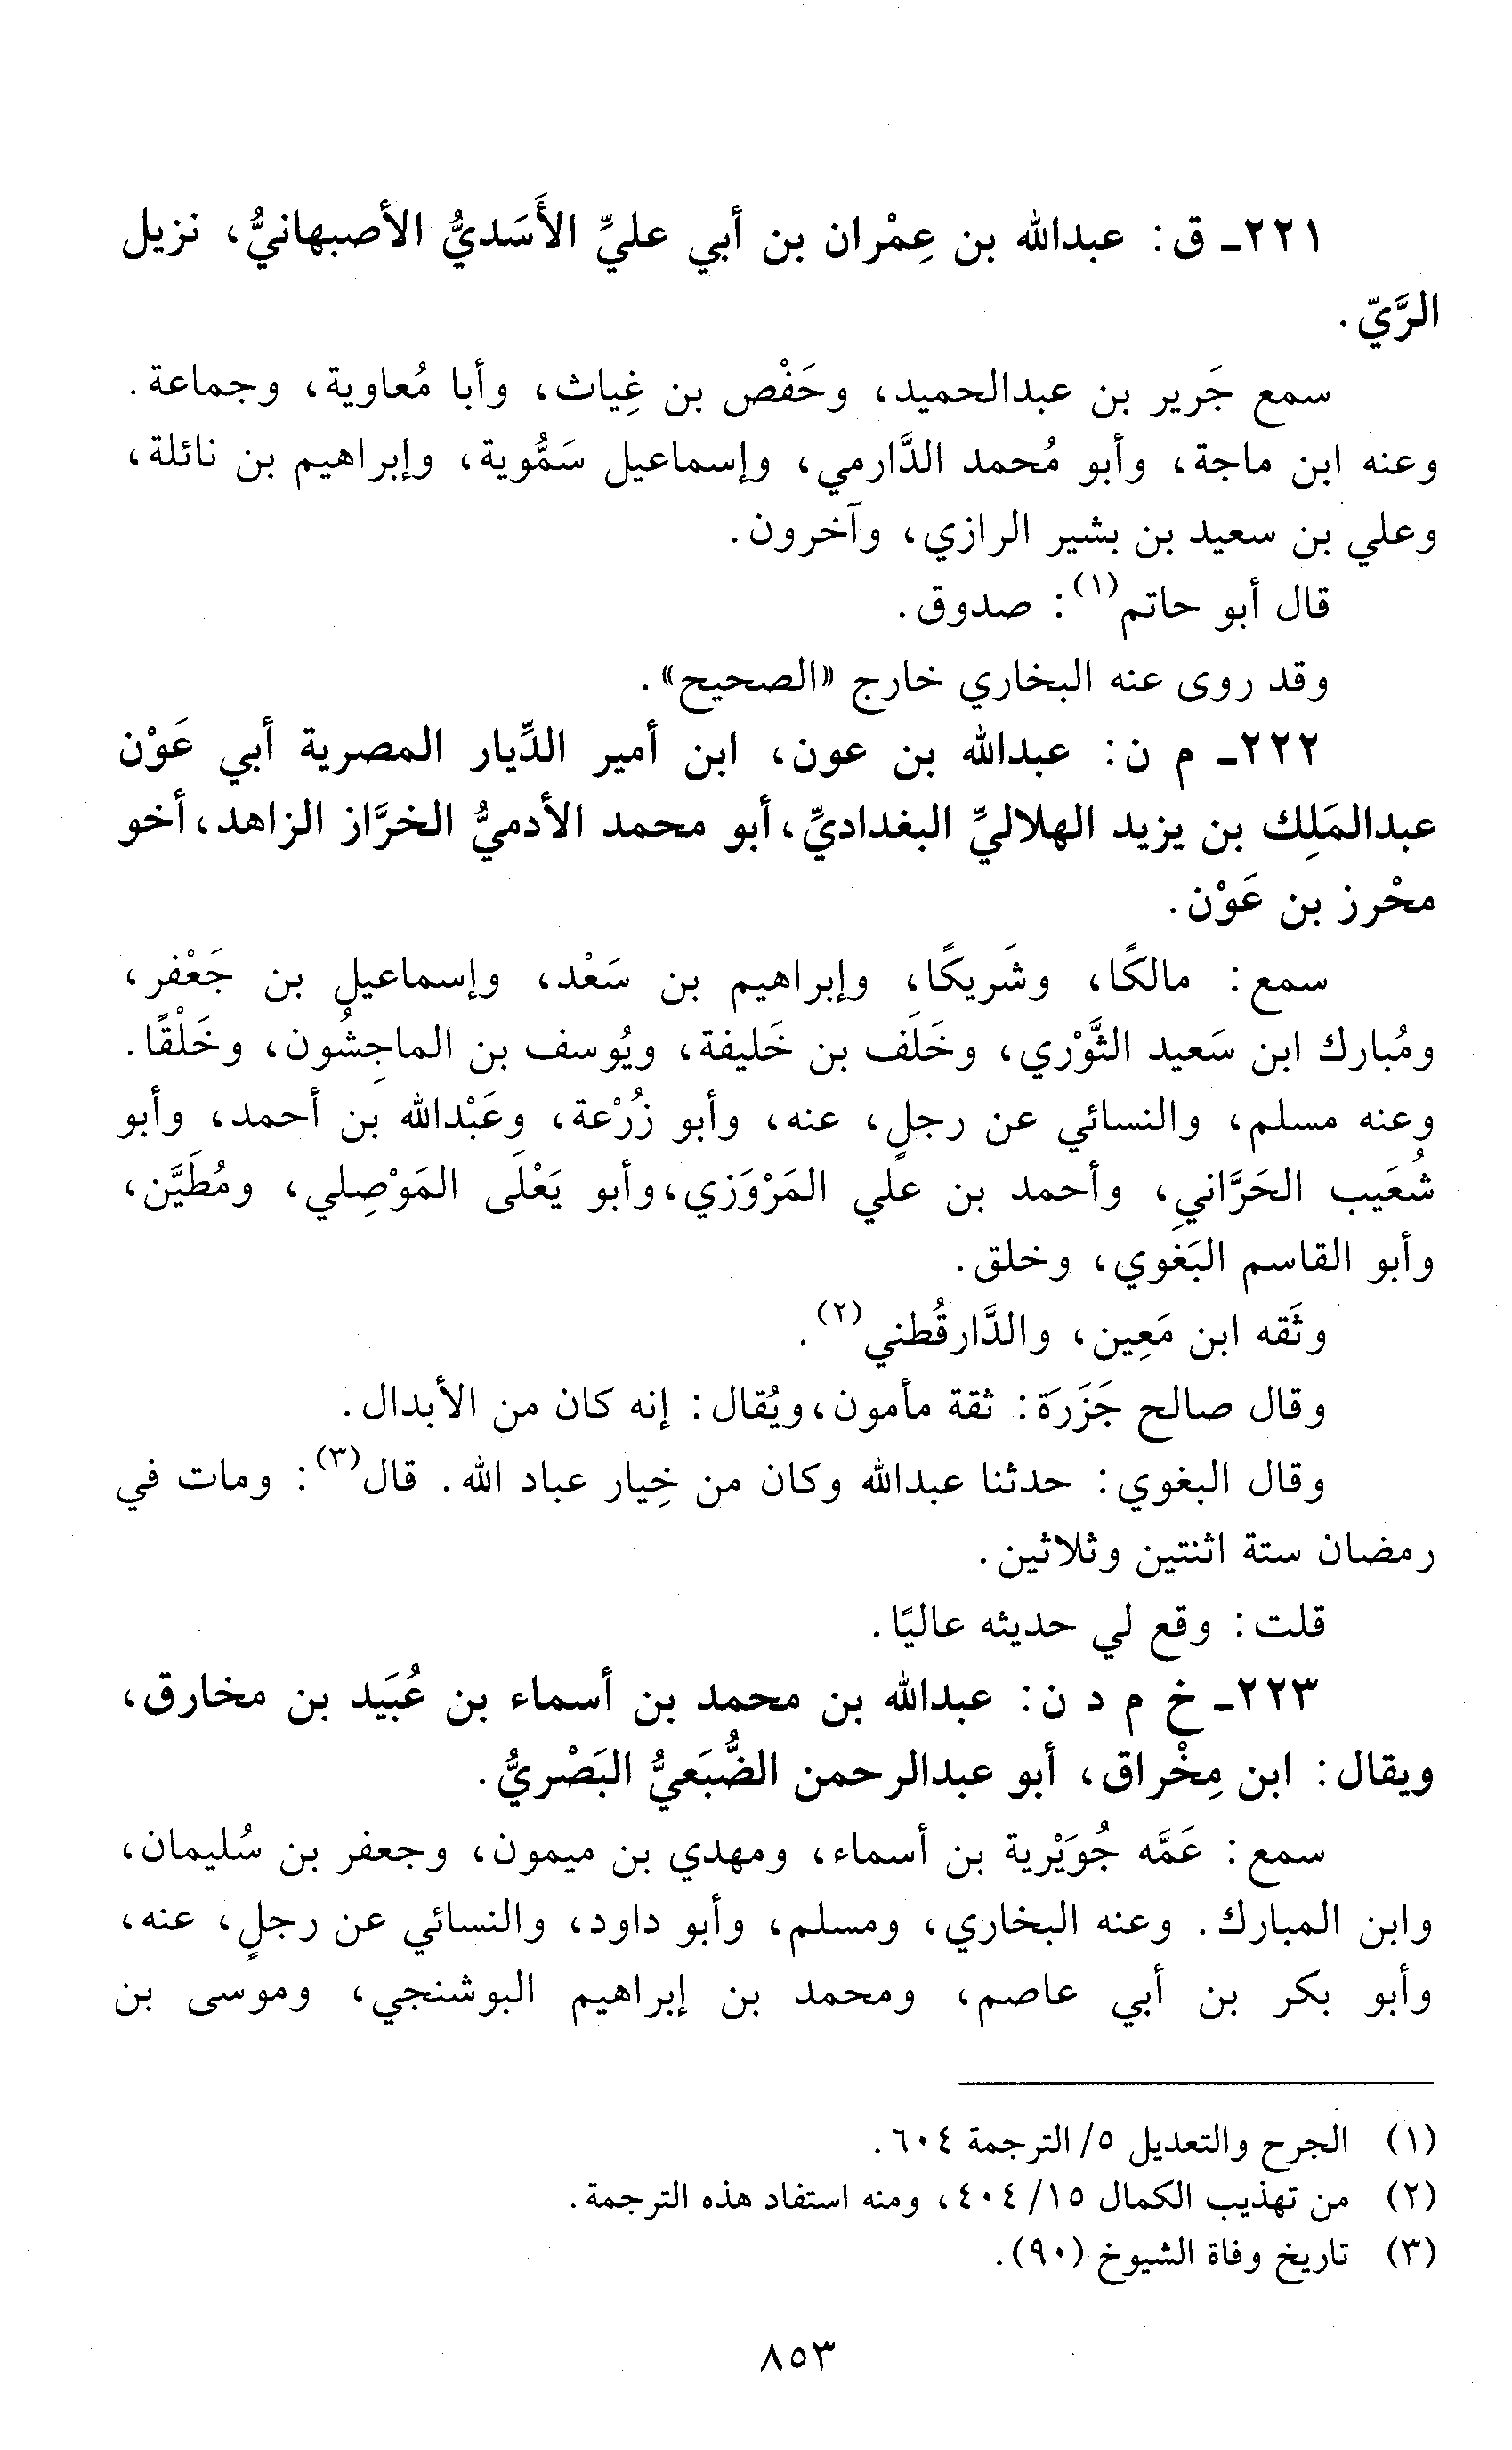 ٢٢١ـ ق: عبدالله بن عِمْران بن أبي عليِّ الأَسَديُّ الأصبهانيُّ، نزيل
الرَّيّ.
سمع جَرير بن عبدالحميد، وحَفْص بن غِياث، وأبا مُعاوية، وجماعة.
وعنه ابن ماجة، وأبو مُحمد الدَّارمي، وإسماعيل سَمُّوية، وإبراهيم بن نائلة،
وعلي بن سعيد بن بشير الرازي، وآخرون.
قال أبو حاتم(١): صدوق.
وقد روى عنه البخاري خارج «الصحيح».
٢٢٢ـ م ن: عبدالله بن عون، ابن أمير الدِّيار المصرية أبي عَوْن
عبدالمَلِك بن يزيد الهلاليِّ البغداديِّ، أبو محمد الأدميُّ الخرَّاز الزاهد، أخو
محْرز بن عَوْن.
سمع: مالكًا، وشَريكًا، وإبراهيم بن سَعْد، وإسماعيل بن جَعْفر،
ومُبارك ابن سَعيد الثَّوْري، وخَلَف بن خَليفة، ويُوسف بن الماجِشُون، وخَلْقًا.
وعنه مسلم، والنسائي عن رجلٍ، عنه، وأبو زُرْعة، وعَبْدالله بن أحمد، وأبو
شُعَيب الحَرَّاني، وأحمد بن علي المَرْوَزي، وأبو يَعْلَى المَوْصِلي، ومُطَيَّن،
وأبو القاسم البَغَوي، وخلق.
وثَقه ابن مَعِين، والدَّارقُطني(٢).
وقال صالح جَزَرَة: ثقة مأمون، ويُقال: إنه كان من الأبدال.
وقال البغوي: حدثنا عبدالله وكان من خِيار عباد الله. قال(٣): ومات في
رمضان ستة اثنتين وثلاثين.
قلت: وقع لي حديثه عاليًا.
٢٢٣ـ خ م د ن: عبدالله بن محمد بن أسماء بن عُبَيد بن مخارق،
ويقال: ابن مِخْراق، أبو عبدالرحمن الضُّبَعيُّ البَصْريُّ.
سمع: عَمَّه جُوَيْرية بن أسماء، ومهدي بن ميمون، وجعفر بن سُليمان،
وابن المبارك. وعنه البخاري، ومسلم، وأبو داود، والنسائي عن رجلٍ، عنه،
وأبو بكر بن أبي عاصم، ومحمد بن إبراهيم البوشنجي، وموسى بن
(١) الجرح والتعديل ٥/ الترجمة ٦٠٤.
(٢) من تهذيب الكمال ١٥/ ٤٠٤، ومنه استفاد هذه الترجمة.
(٣) تاريخ وفاة الشيوخ (٩٠).
٨٥٣